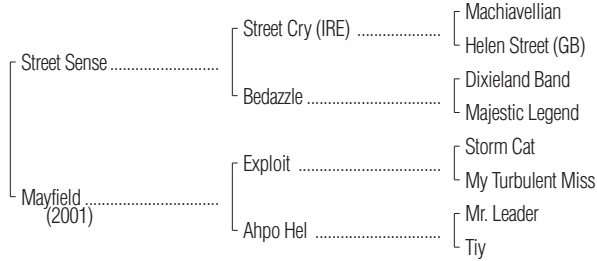 Machiavellian
Street Cry (IRE) ....................
Helen Street (GB)
Street Sense ..........................
Dixieland Band
Bedazzle ................................
Majestic Legend
Storm Cat
Exploit ..................................
My Turbulent Miss
Mayfield ................................
(2001)
Mr. Leader
Ahpo Hel ..............................
Tiy